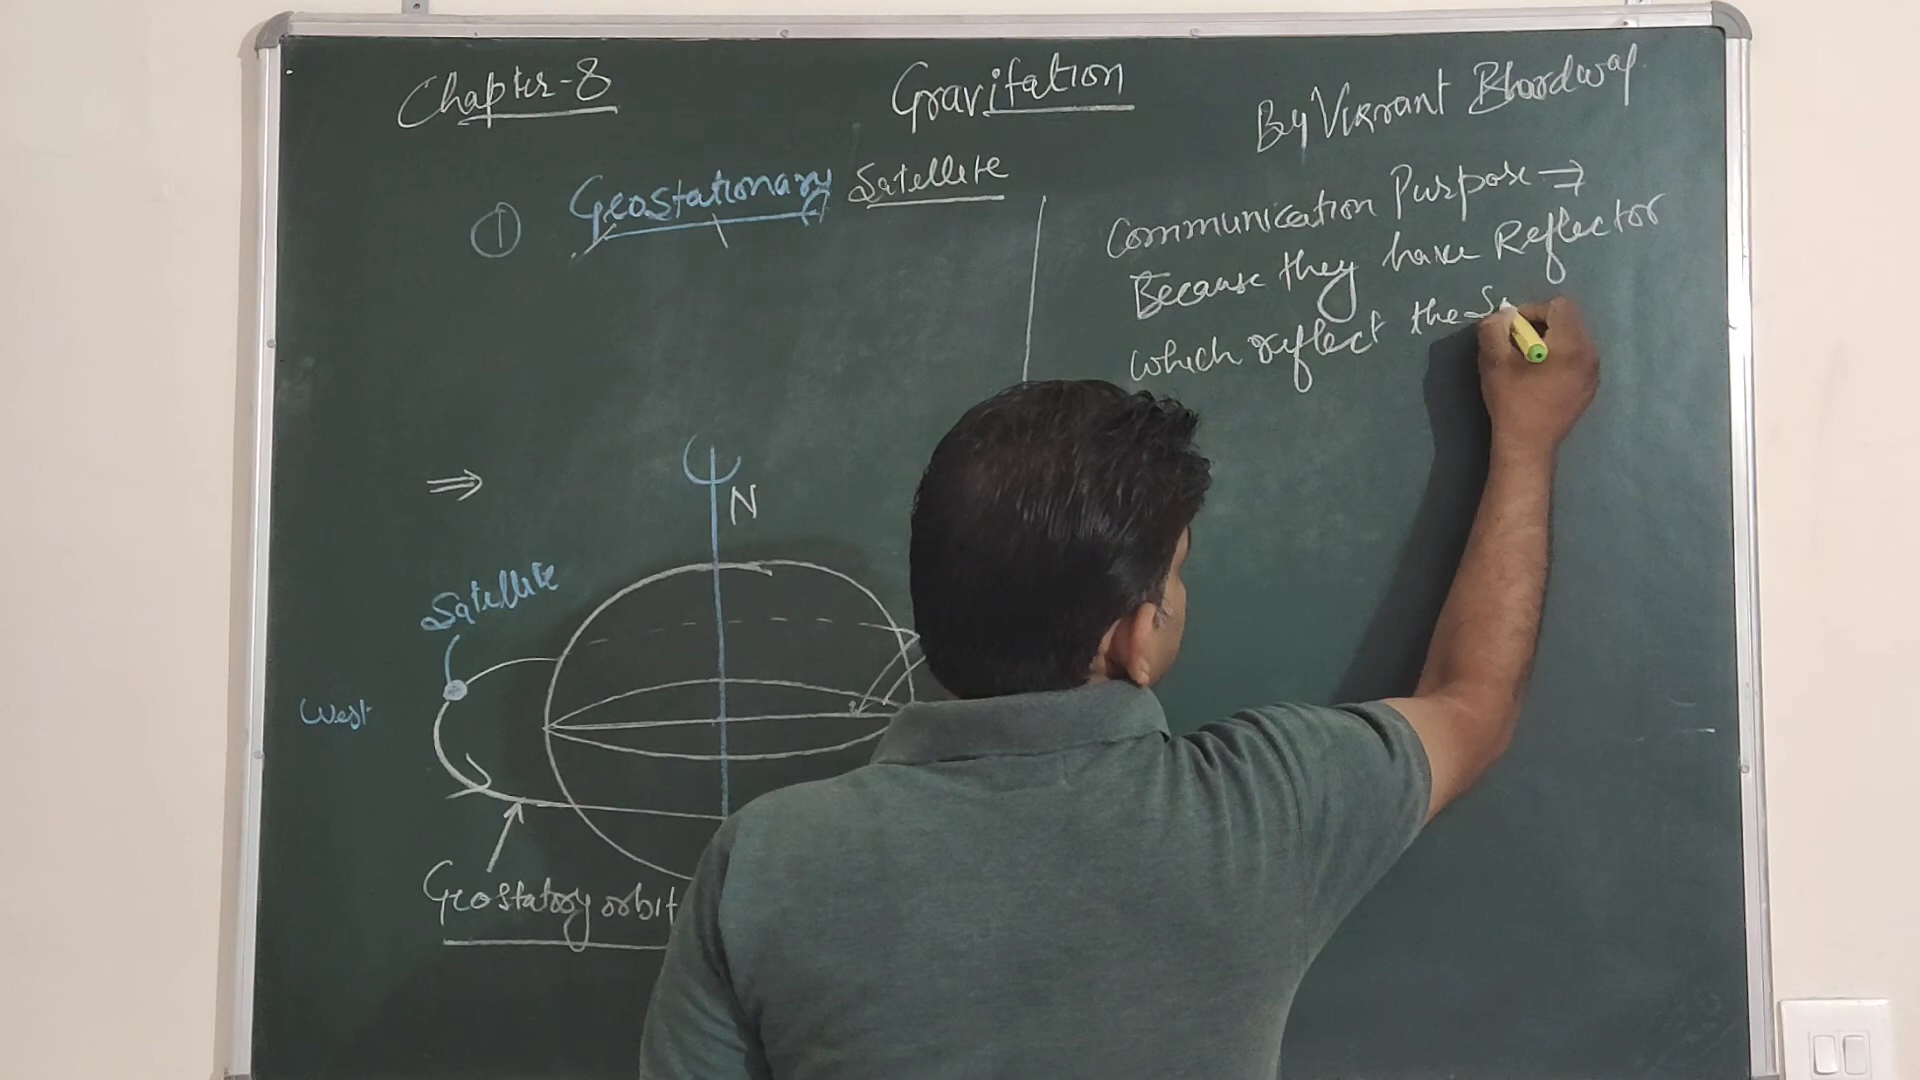 Chapter-8
Gravitation
By Vikrant Bhardwaj.
① Geostationary Satellite
Communication Purpose ⇒
Because they have Reflector
which reflect the S
⇒
N
Satellite
West
Geostatory orbit